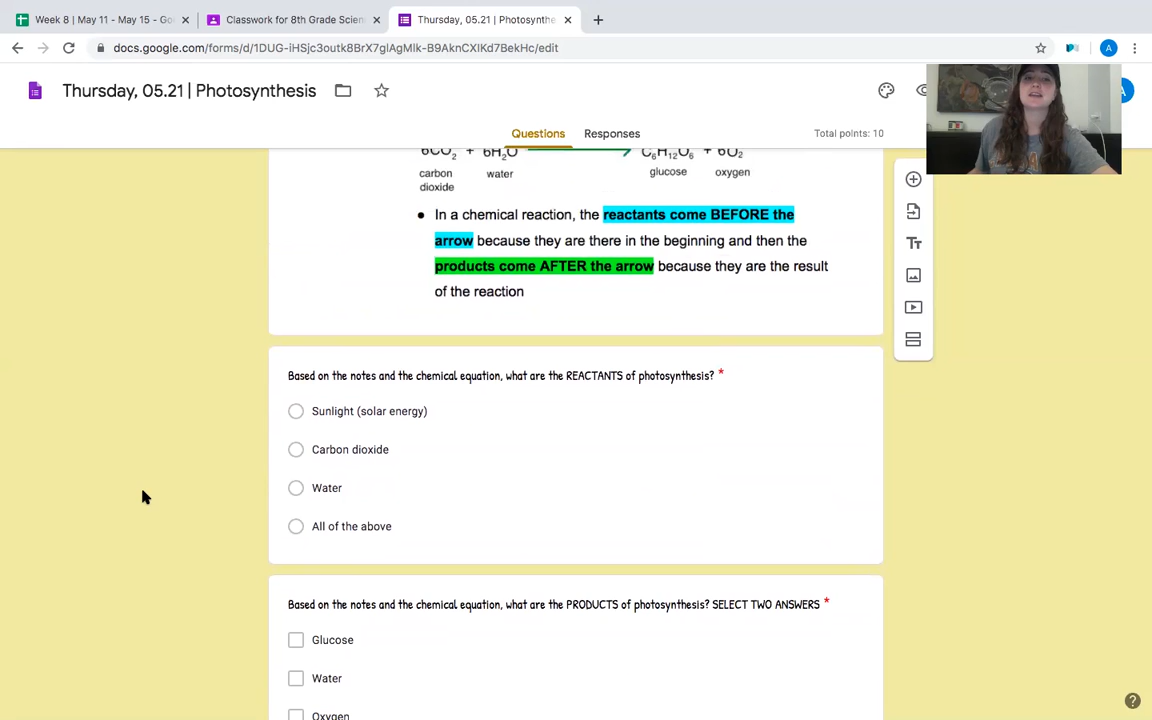 Week 8 | May 11 - May 15 - Go
Classwork for 8th Grade Scien
Thursday, 05.21 | Photosynthe
docs.google.com/forms/d/1DUG-iHSjc3outk8BrX7glAgMlk-B9AknCXlKd7BekHc/edit
A
Thursday, 05.21 | Photosynthesis
Questions
Responses
Total points: 10
6CO2 + 6H2O → C6H12O6 + 6O2
carbon dioxide
water
glucose
oxygen
• In a chemical reaction, the reactants come BEFORE the
arrow because they are there in the beginning and then the
products come AFTER the arrow because they are the result
of the reaction
Based on the notes and the chemical equation, what are the REACTANTS of photosynthesis? *
Sunlight (solar energy)
Carbon dioxide
Water
All of the above
Based on the notes and the chemical equation, what are the PRODUCTS of photosynthesis? SELECT TWO ANSWERS *
Glucose
Water
Oxygen